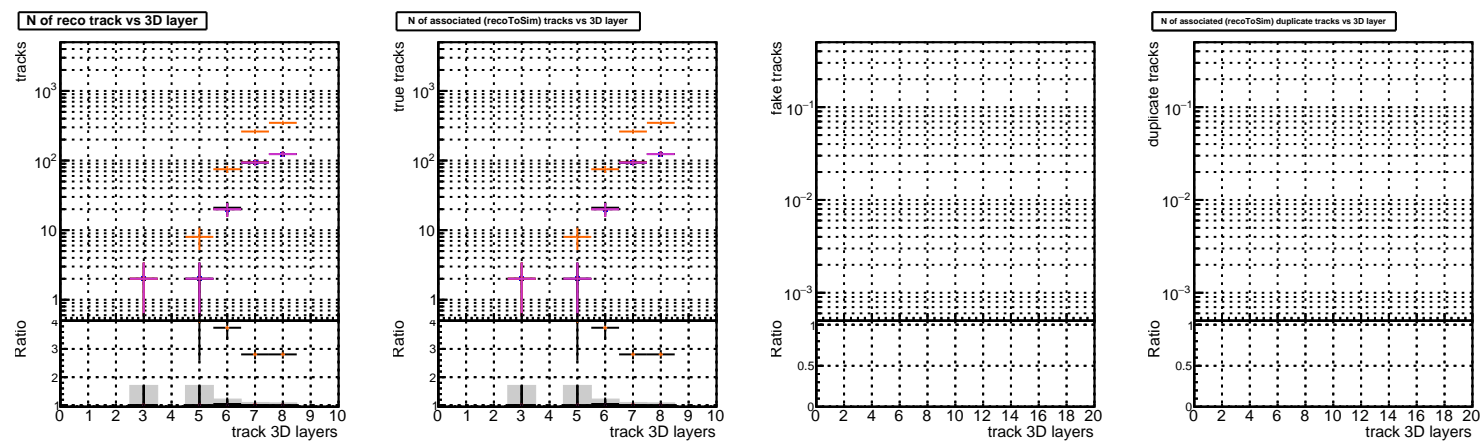 N of reco track vs 3D layer
tracks
10³
10²
10
1
Ratio
4
3
2
1
0 1 2 3 4 5 6 7 8 9 10
track 3D layers
N of associated (recoToSim) tracks vs 3D layer
true tracks
10³
10²
10
1
Ratio
4
3
2
1
0 1 2 3 4 5 6 7 8 9 10
track 3D layers
fake tracks
10⁻¹
10⁻²
10⁻³
Ratio
1
0.5
0
0 2 4 6 8 10 12 14 16 18 20
track 3D layers
N of associated (recoToSim) duplicate tracks vs 3D layer
duplicate tracks
10⁻¹
10⁻²
10⁻³
Ratio
1
0.5
0
0 2 4 6 8 10 12 14 16 18 20
track 3D layers